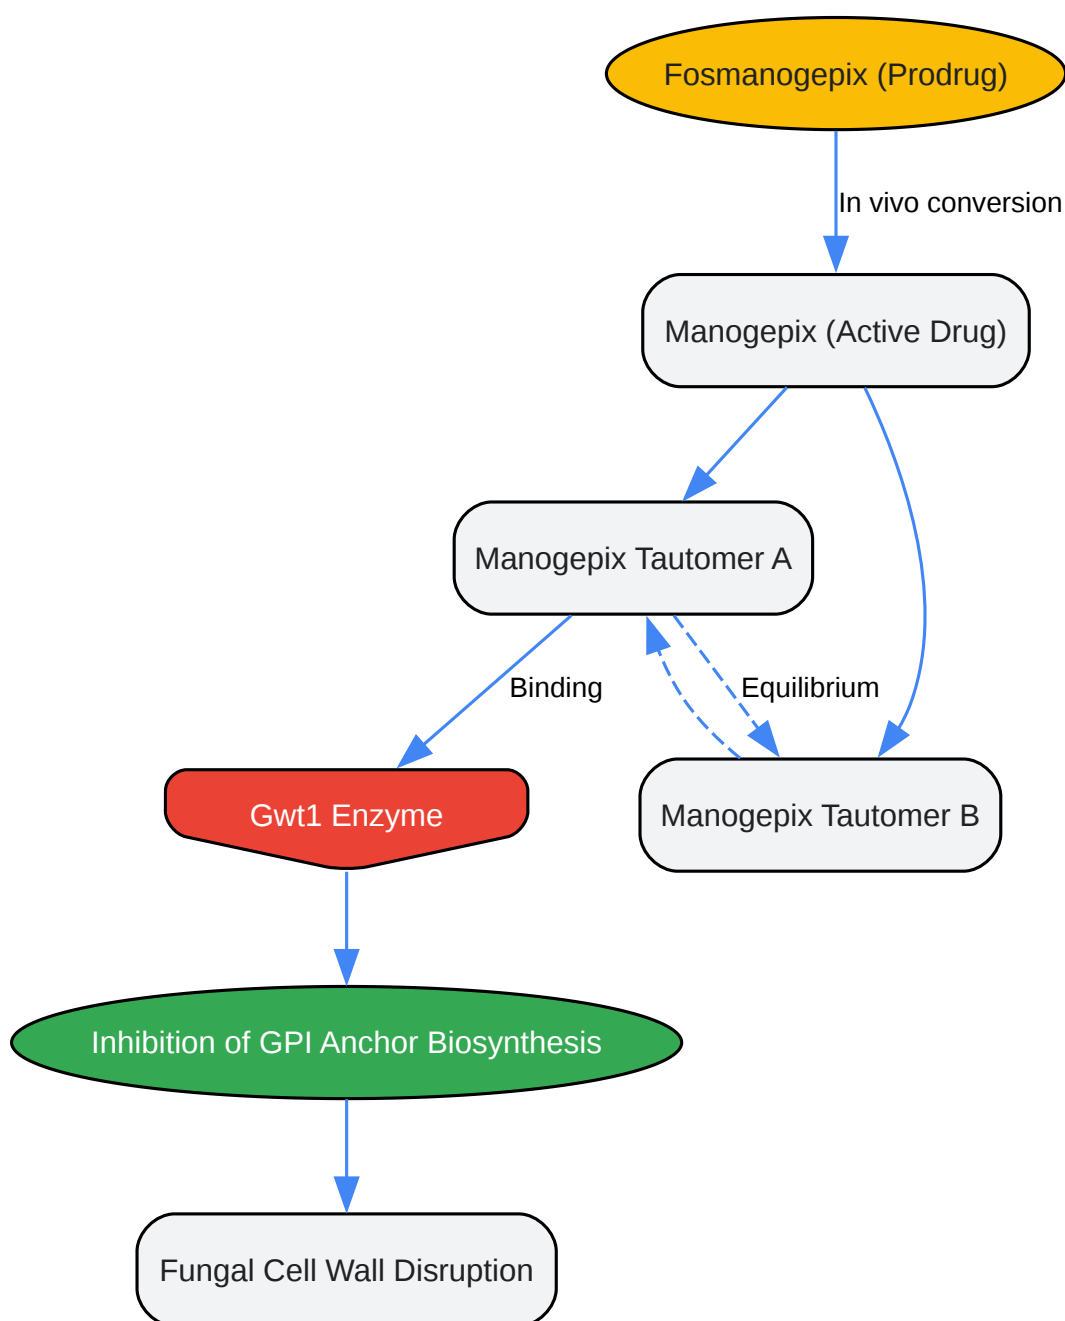 Fosmanogepix (Prodrug)
In vivo conversion
Manogepix (Active Drug)
Manogepix Tautomer A
Binding
Equilibrium
Gwt1 Enzyme
Manogepix Tautomer B
Inhibition of GPI Anchor Biosynthesis
Fungal Cell Wall Disruption